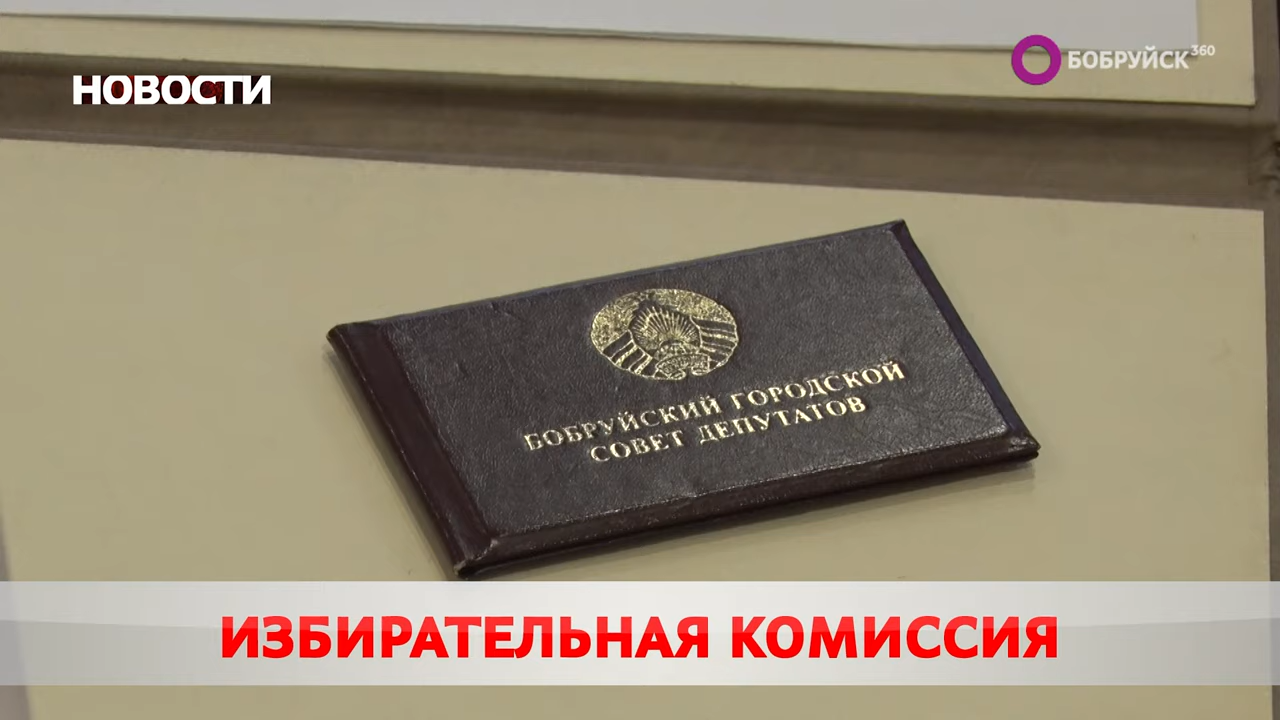 НОВОСТИ
БОБРУЙСК360
БОБРУЙСКИЙ ГОРОДСКОЙ
СОВЕТ ДЕПУТАТОВ
ИЗБИРАТЕЛЬНАЯ КОМИССИЯ